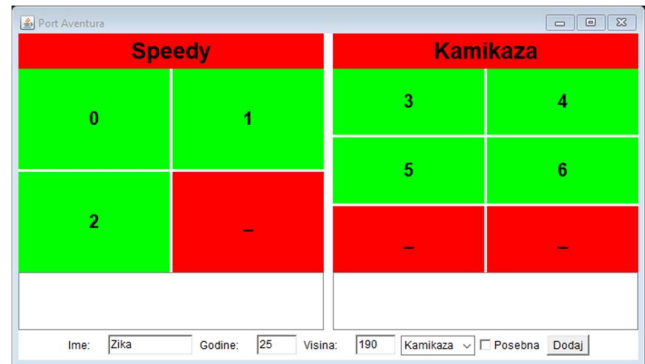 Port Aventura
Speedy Kamikaza
0 1 3 4
5 6
2 _
_ _
Ime: Zika Godine: 25 Visina: 190 Kamikaza Posebna Dodaj